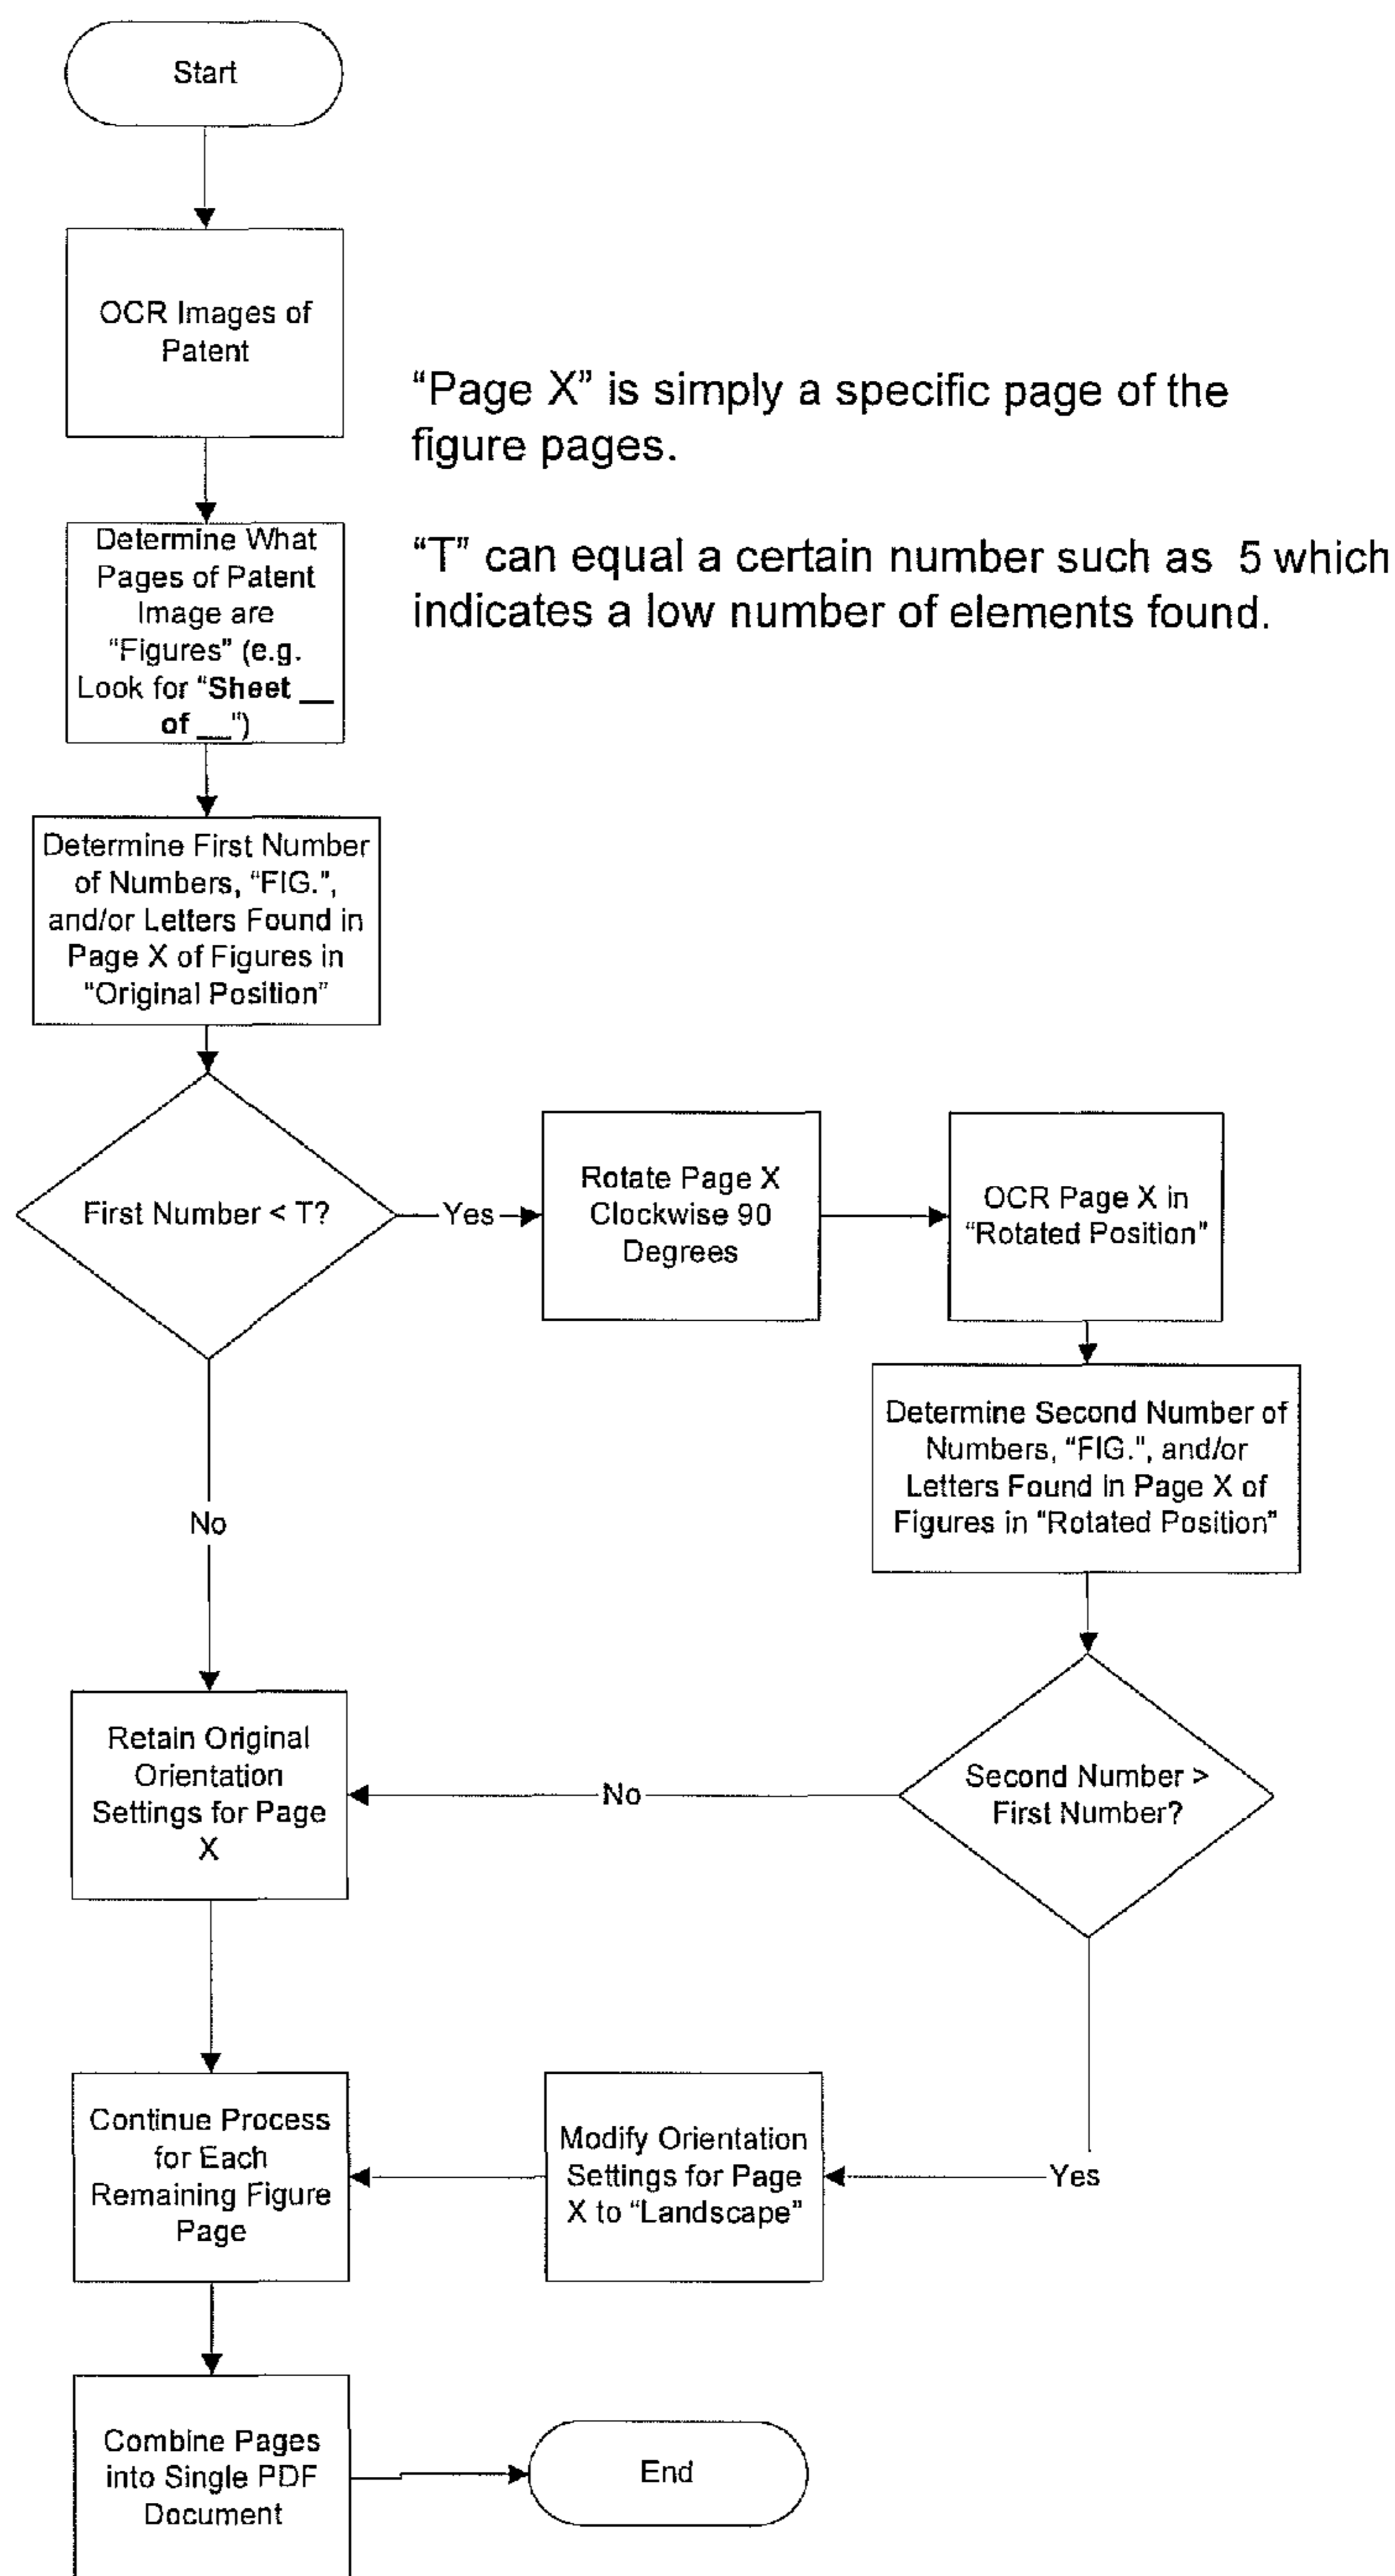 Start
OCR Images of
Patent
“Page X” is simply a specific page of the
figure pages.
“T” can equal a certain number such as 5 which
indicates a low number of elements found.
Determine What
Pages of Patent
Image are
“Figures” (e.g.
Look for “Sheet __
of __”)
Determine First Number
of Numbers, “FIG.”,
and/or Letters Found in
Page X of Figures in
“Original Position”
First Number < T?
Yes
Rotate Page X
Clockwise 90
Degrees
OCR Page X in
“Rotated Position”
Determine Second Number of
Numbers, “FIG.”, and/or
Letters Found in Page X of
Figures in “Rotated Position”
No
Retain Original
Orientation
Settings for Page
X
No
Second Number >
First Number?
Continue Process
for Each
Remaining Figure
Page
Modify Orientation
Settings for Page
X to “Landscape”
Yes
Combine Pages
into Single PDF
Document
End